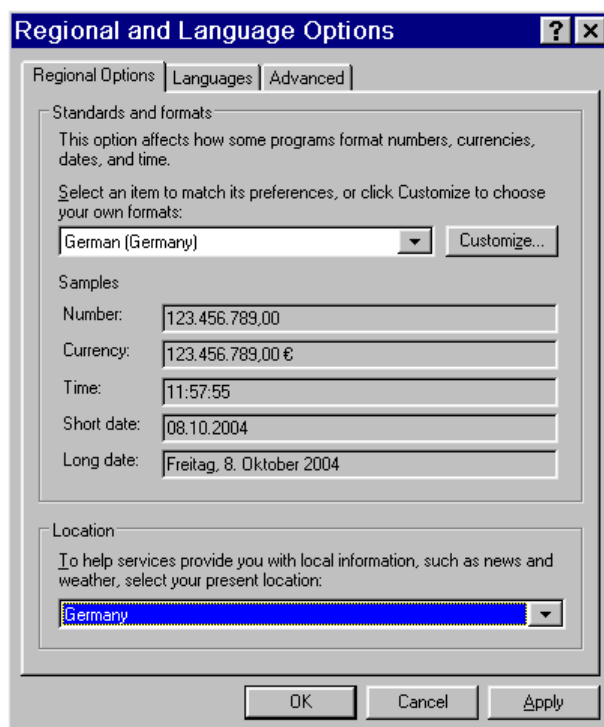 Regional and Language Options
Regional Options Languages Advanced
Standards and formats
This option affects how some programs format numbers, currencies,
dates, and time.
Select an item to match its preferences, or click Customize to choose
your own formats:
German (Germany) Customize...
Samples
Number: 123.456.789,00
Currency: 123.456.789,00 €
Time: 11:57:55
Short date: 08.10.2004
Long date: Freitag, 8. Oktober 2004
Location
To help services provide you with local information, such as news and
weather, select your present location:
Germany
OK Cancel Apply